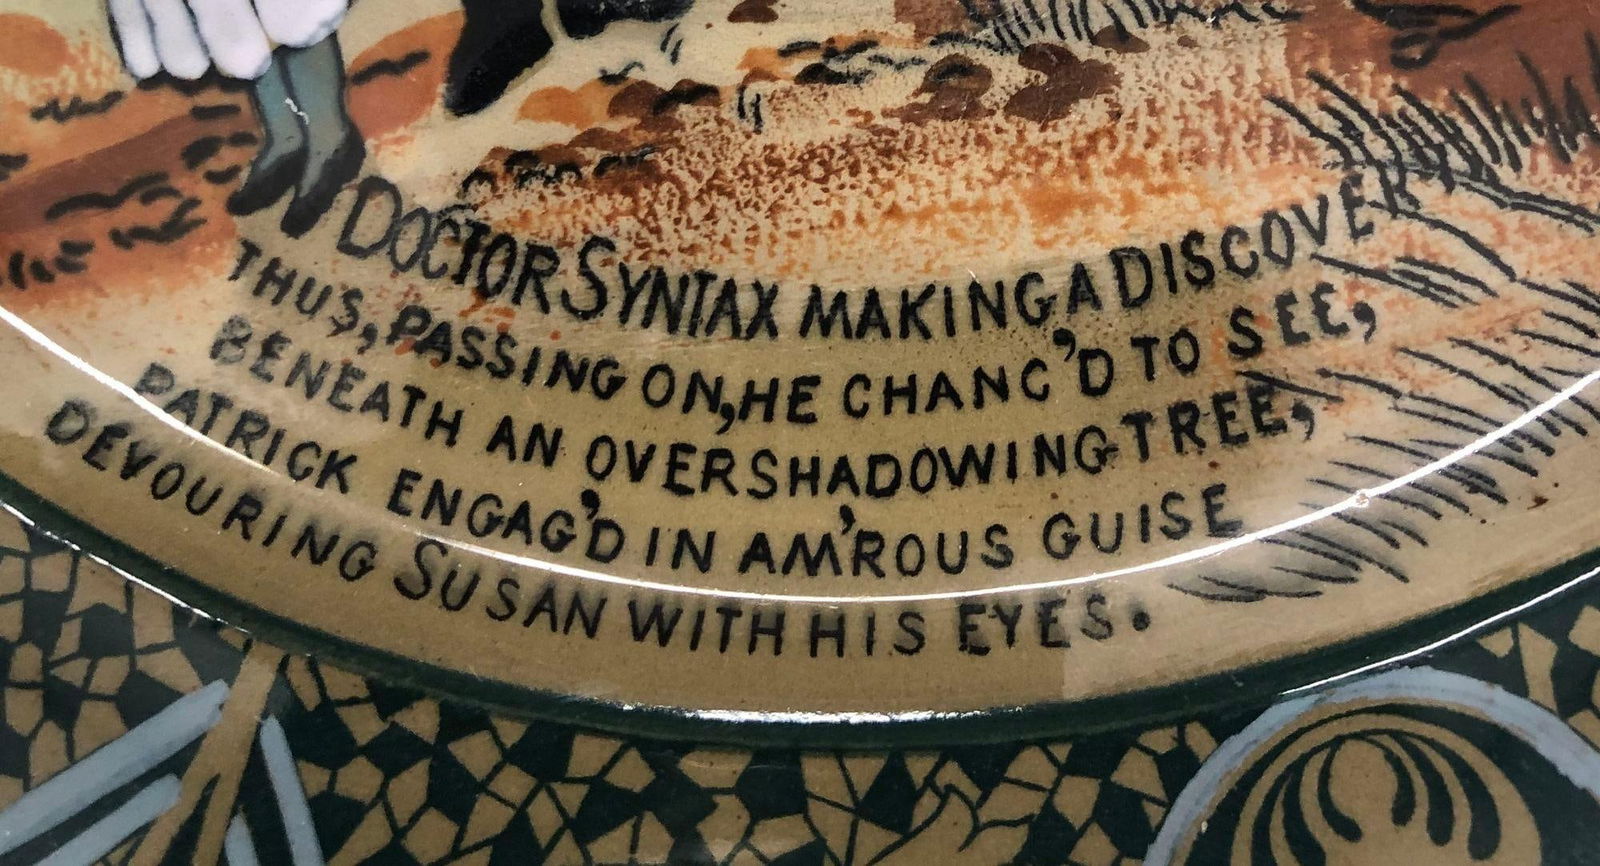 DOCTOR SYNTAX MAKING A DISCOVER
THUS, PASSING ON, HE CHANC'D TO SEE,
BENEATH AN OVERSHADOWING TREE,
PATRICK ENGAG'D IN AM'ROUS GUISE
DEVOURING SUSAN WITH HIS EYES.